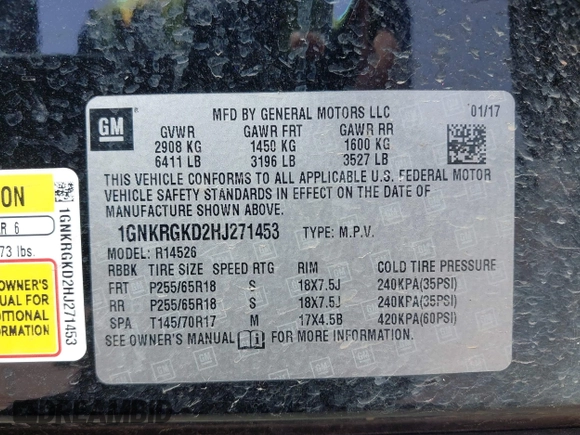 GM
MFD BY GENERAL MOTORS LLC 01/17
GVWR GAWR FRT GAWR RR
2908 KG 1450 KG 1600 KG
6411 LB 3196 LB 3527 LB
THIS VEHICLE CONFORMS TO ALL APPLICABLE U.S. FEDERAL MOTOR
VEHICLE SAFETY STANDARDS IN EFFECT ON THE DATE OF
MANUFACTURE SHOWN ABOVE.
1GNKRGKD2HJ271453 TYPE: M.P.V.
MODEL: R14526
RBBK TIRE SIZE SPEED RTG RIM COLD TIRE PRESSURE
FRT P255/65R18 S 18X7.5J 240KPA(35PSI)
RR P255/65R18 S 18X7.5J 240KPA(35PSI)
SPA T145/70R17 M 17X4.5B 420KPA(60PSI)
SEE OWNER'S MANUAL FOR MORE INFORMATION.
ON
R 6
73 lbs.
OWNER'S
UAL FOR
DITIONAL
ORMATION
1GNKRGKD2HJ271453
DREAMBID